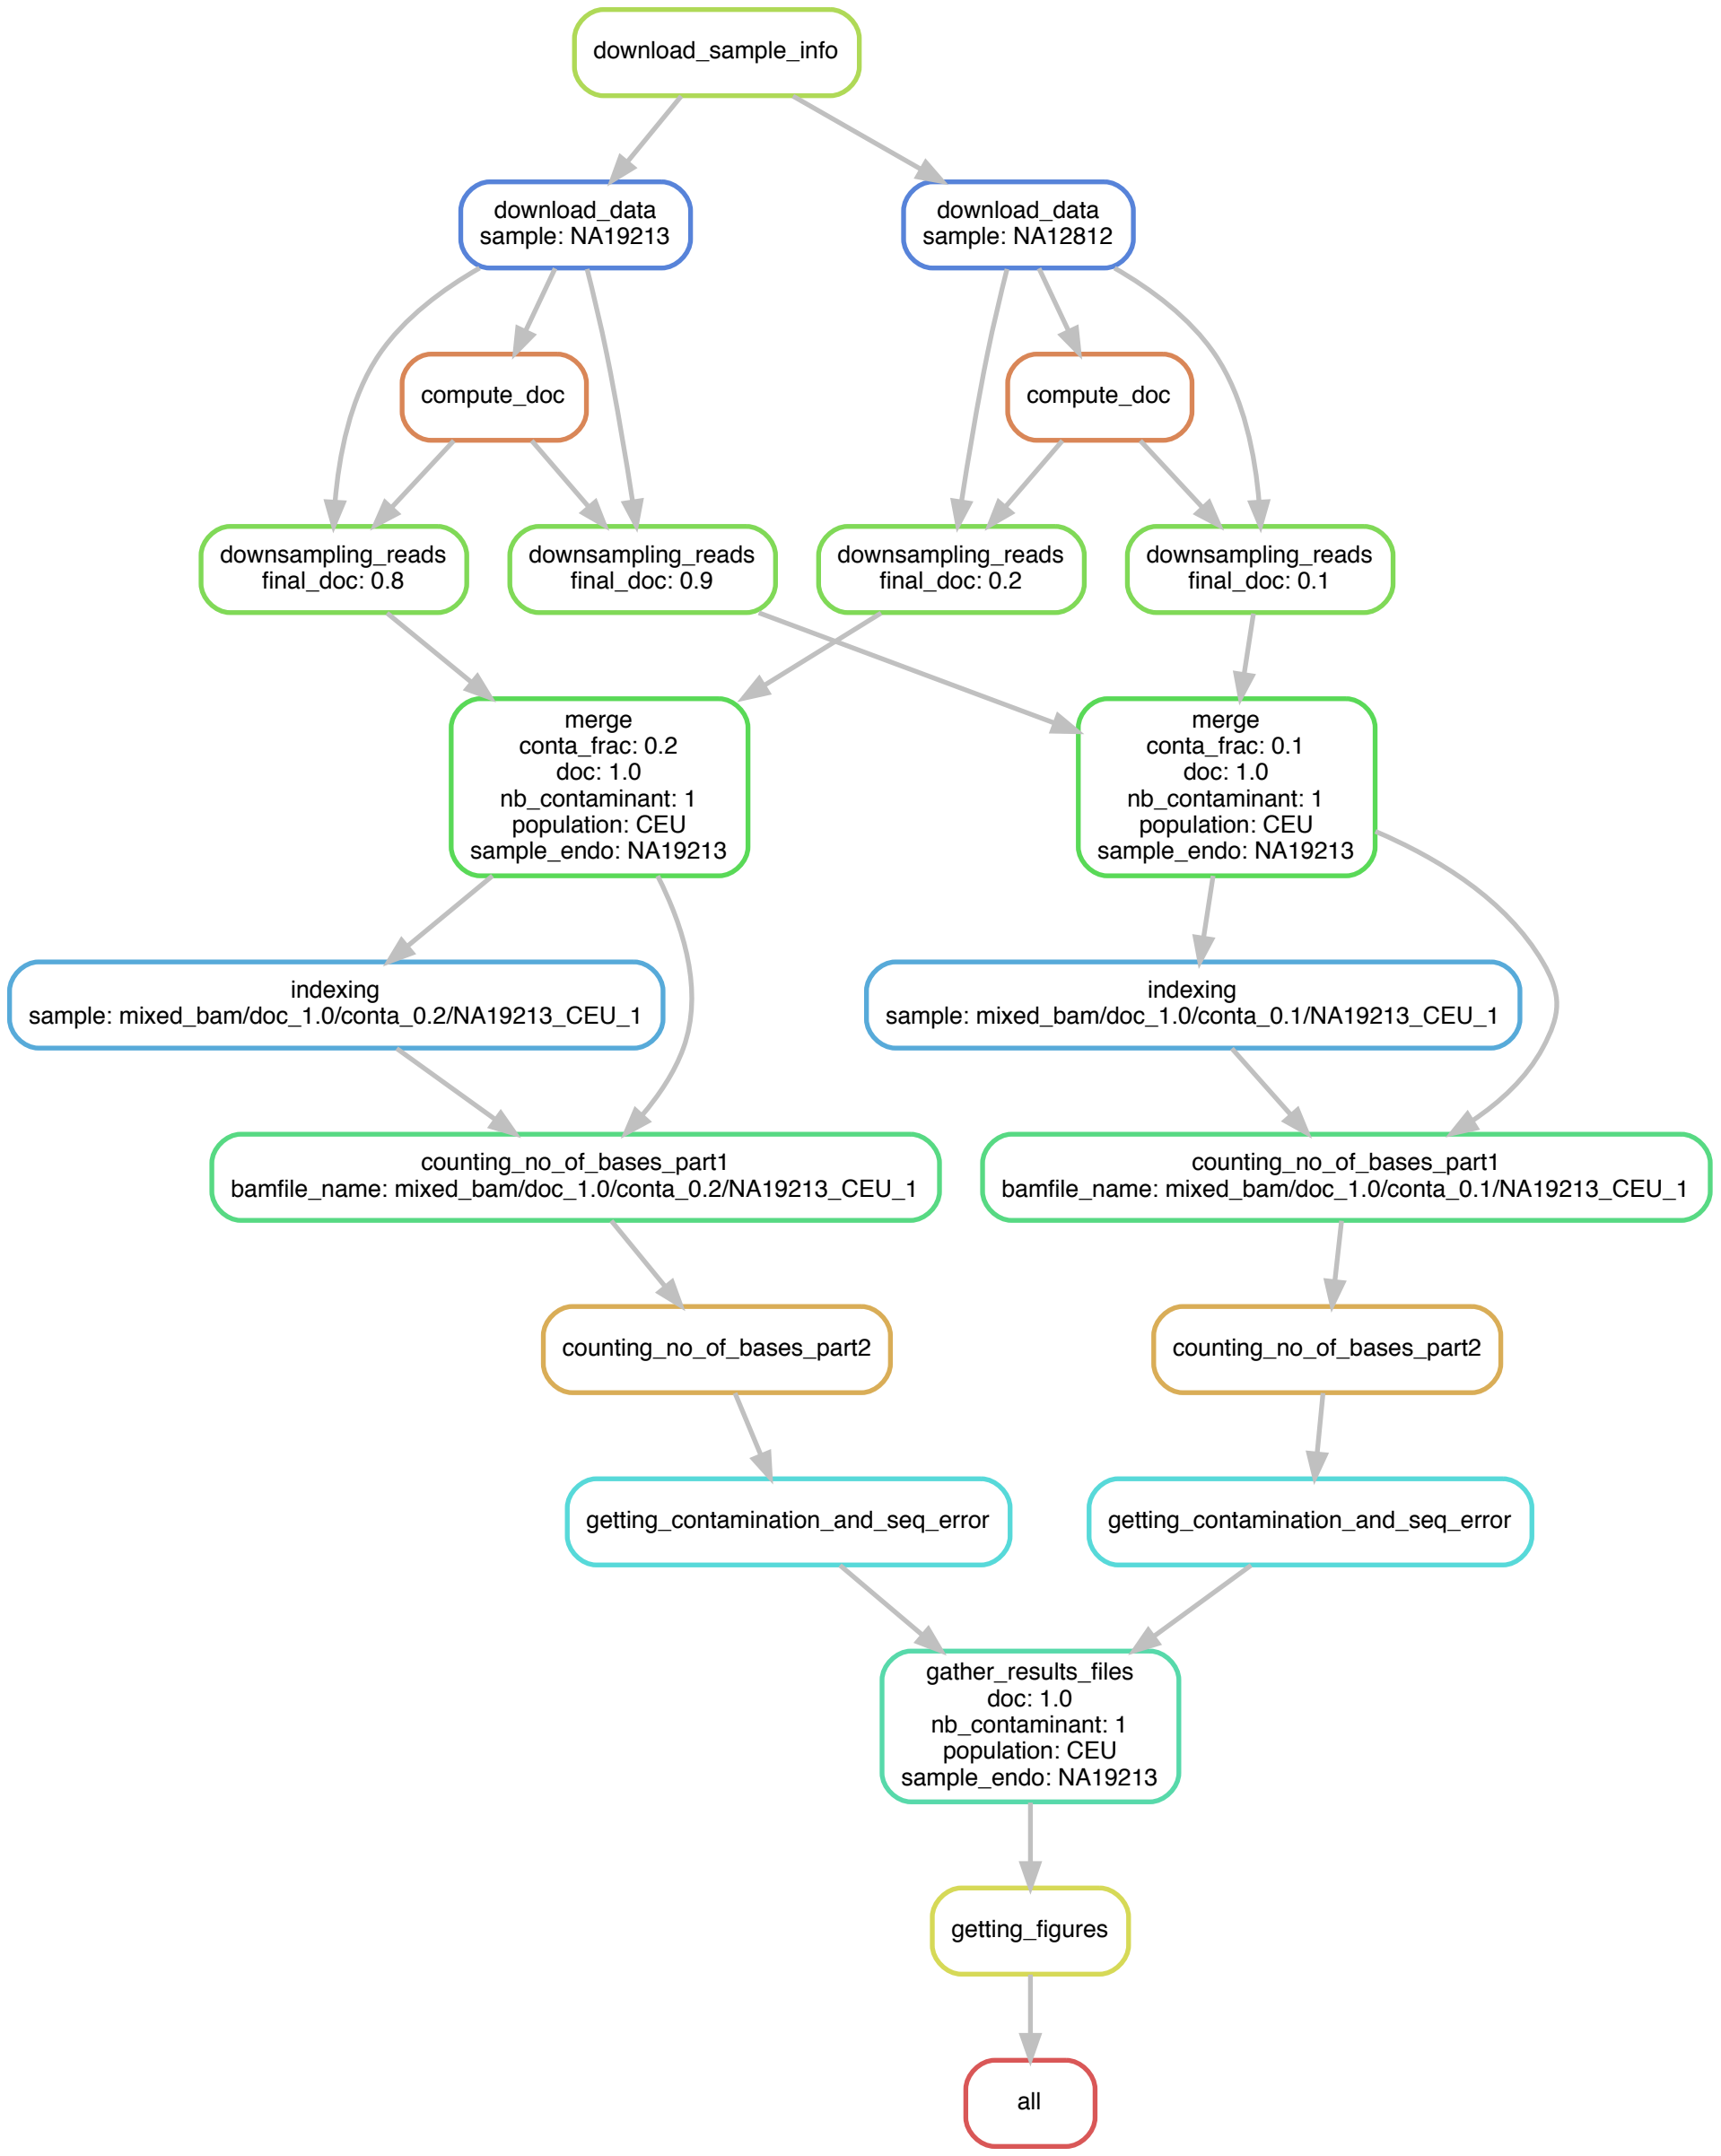 download_sample_info
download_data
sample: NA19213
download_data
sample: NA12812
compute_doc
compute_doc
downsampling_reads
final_doc: 0.8
downsampling_reads
final_doc: 0.9
downsampling_reads
final_doc: 0.2
downsampling_reads
final_doc: 0.1
merge
conta_frac: 0.2
doc: 1.0
nb_contaminant: 1
population: CEU
sample_endo: NA19213
merge
conta_frac: 0.1
doc: 1.0
nb_contaminant: 1
population: CEU
sample_endo: NA19213
indexing
sample: mixed_bam/doc_1.0/conta_0.2/NA19213_CEU_1
indexing
sample: mixed_bam/doc_1.0/conta_0.1/NA19213_CEU_1
counting_no_of_bases_part1
bamfile_name: mixed_bam/doc_1.0/conta_0.2/NA19213_CEU_1
counting_no_of_bases_part1
bamfile_name: mixed_bam/doc_1.0/conta_0.1/NA19213_CEU_1
counting_no_of_bases_part2
counting_no_of_bases_part2
getting_contamination_and_seq_error
getting_contamination_and_seq_error
gather_results_files
doc: 1.0
nb_contaminant: 1
population: CEU
sample_endo: NA19213
getting_figures
all